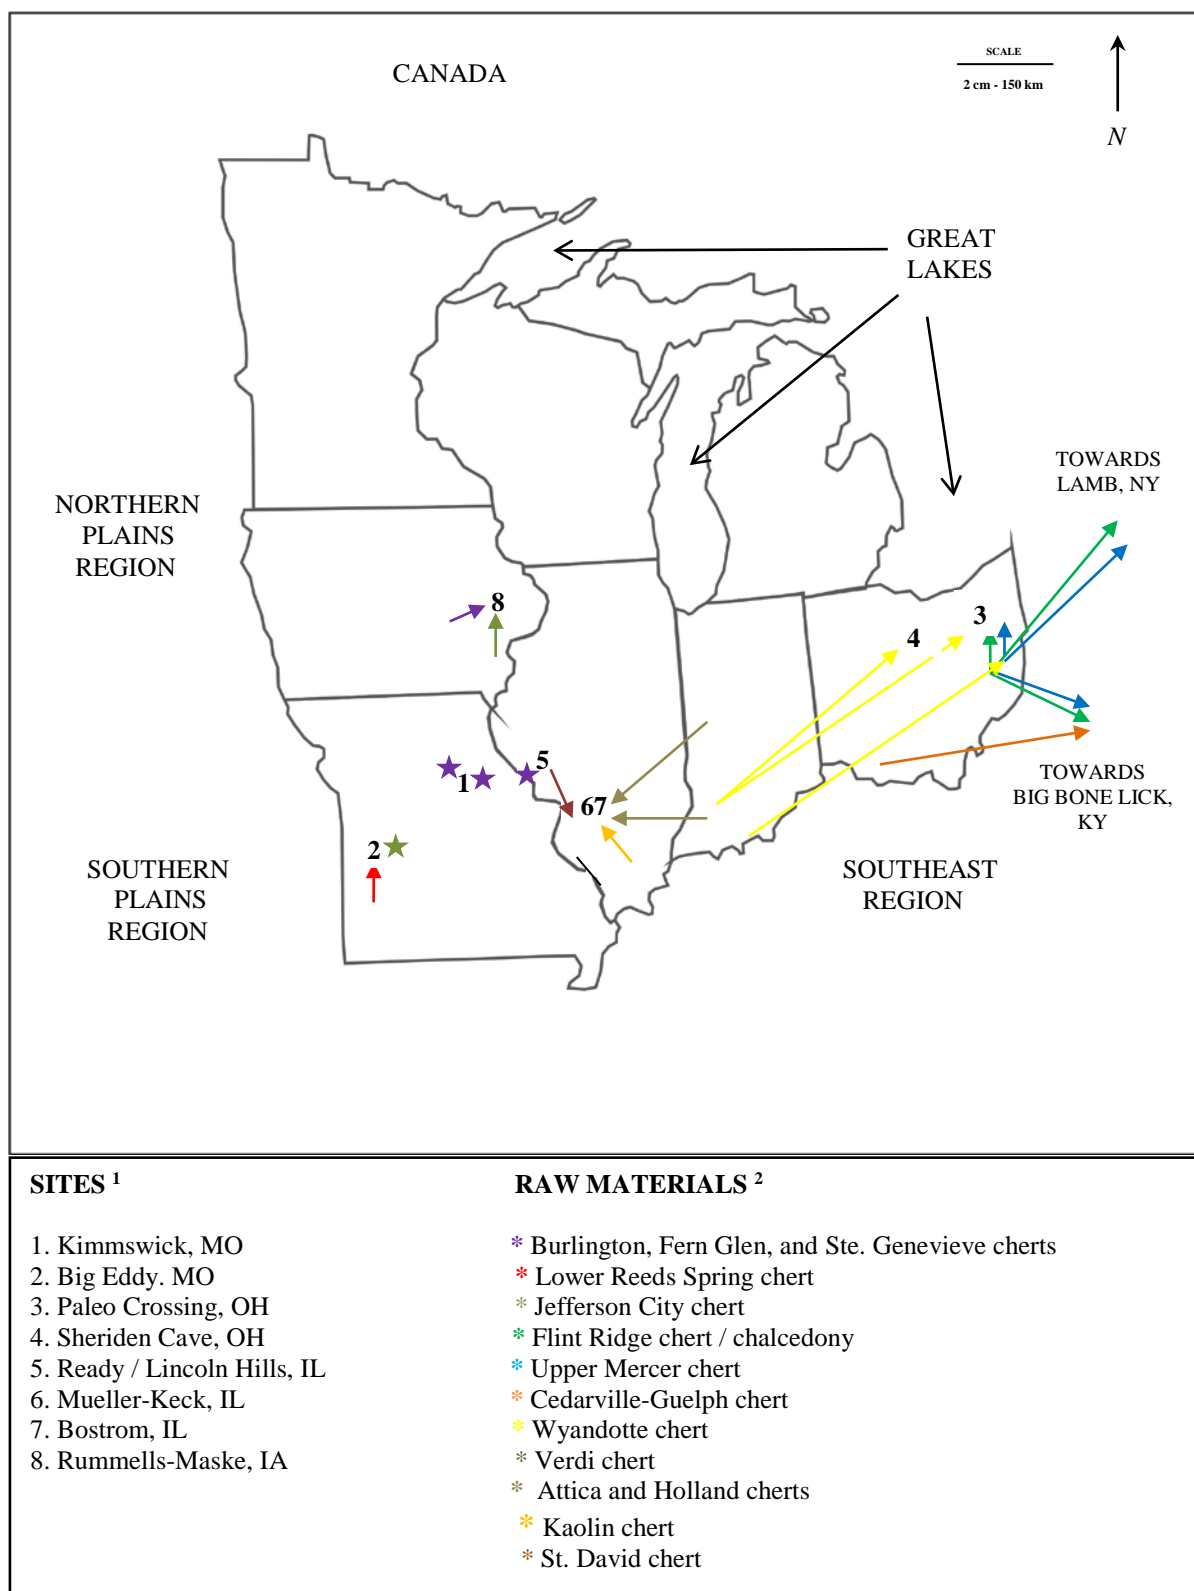 CANADA
SCALE
2 cm - 150 km
N
GREAT
LAKES
TOWARDS
LAMB, NY
NORTHERN
PLAINS
REGION
8
3
4
5
1
67
2
TOWARDS
BIG BONE LICK,
KY
SOUTHERN
PLAINS
REGION
SOUTHEAST
REGION
SITES 1
1. Kimmswick, MO
2. Big Eddy. MO
3. Paleo Crossing, OH
4. Sheriden Cave, OH
5. Ready / Lincoln Hills, IL
6. Mueller-Keck, IL
7. Bostrom, IL
8. Rummells-Maske, IA
RAW MATERIALS 2
* Burlington, Fern Glen, and Ste. Genevieve cherts
* Lower Reeds Spring chert
* Jefferson City chert
* Flint Ridge chert / chalcedony
* Upper Mercer chert
* Cedarville-Guelph chert
* Wyandotte chert
* Verdi chert
* Attica and Holland cherts
* Kaolin chert
* St. David chert